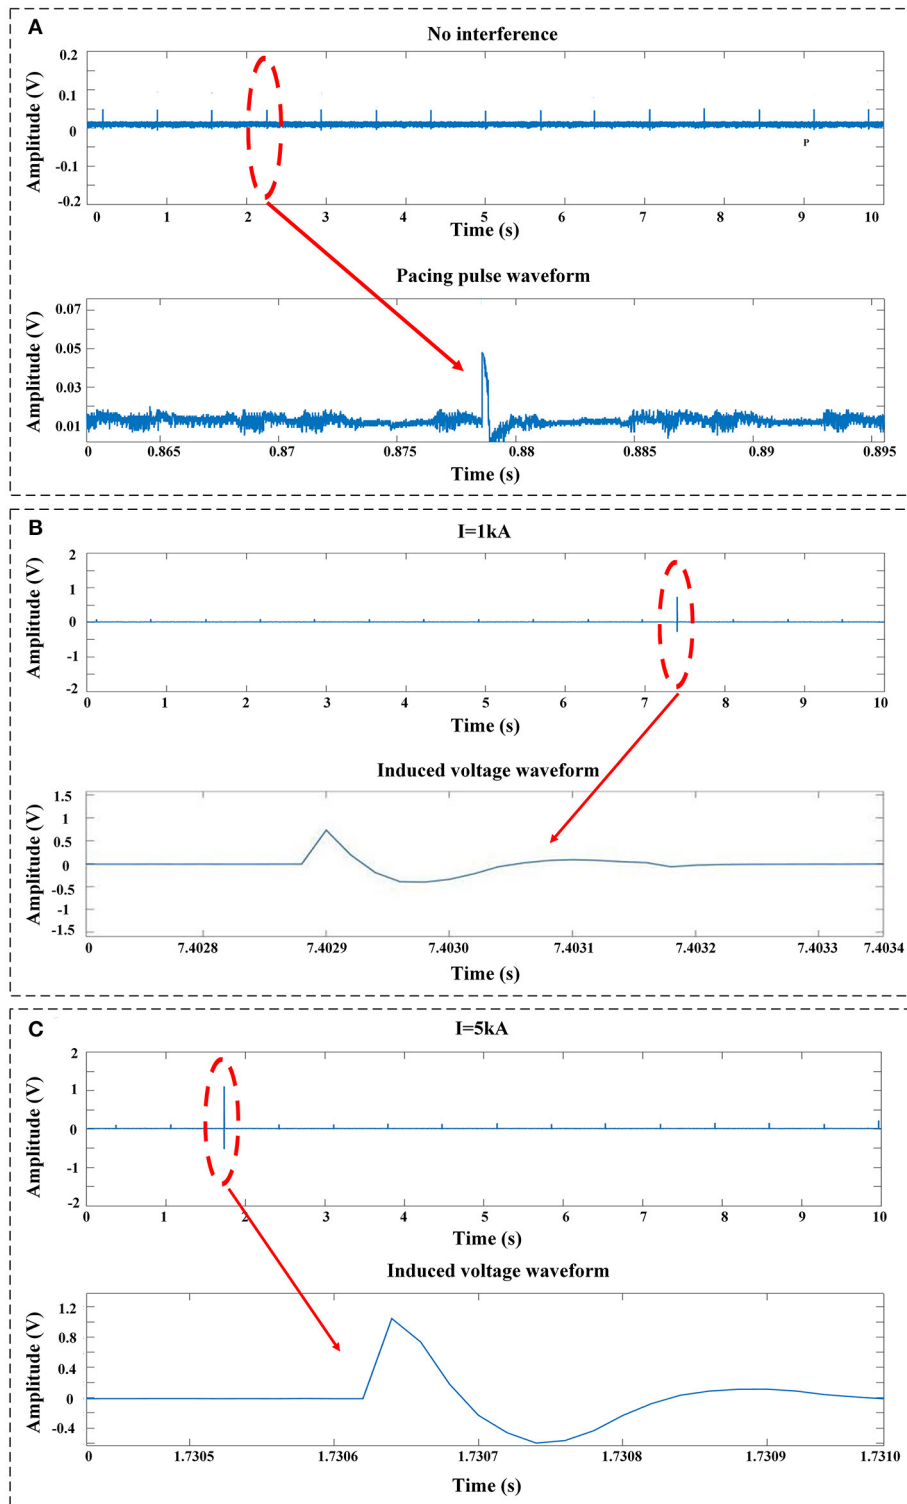 A
No interference
Amplitude (V)
0.2
0.1
0
-0.1
-0.2
P
0 1 2 3 4 5 6 7 8 9 10
Time (s)
Pacing pulse waveform
Amplitude (V)
0.07
0.05
0.03
0.01
0 0.865 0.87 0.875 0.88 0.885 0.89 0.895
Time (s)
B
I=1kA
Amplitude (V)
2
1
0
-1
-2
0 1 2 3 4 5 6 7 8 9 10
Time (s)
Induced voltage waveform
Amplitude (V)
1.5
1
0.5
0
-0.5
-1
-1.5
0 7.4028 7.4029 7.4030 7.4031 7.4032 7.4033 7.4034
Time (s)
C
I=5kA
Amplitude (V)
2
1
0
-1
-2
0 1 2 3 4 5 6 7 8 9 10
Time (s)
Induced voltage waveform
Amplitude (V)
1.2
0.8
0.4
0
-0.4
0 1.7305 1.7306 1.7307 1.7308 1.7309 1.7310
Time (s)